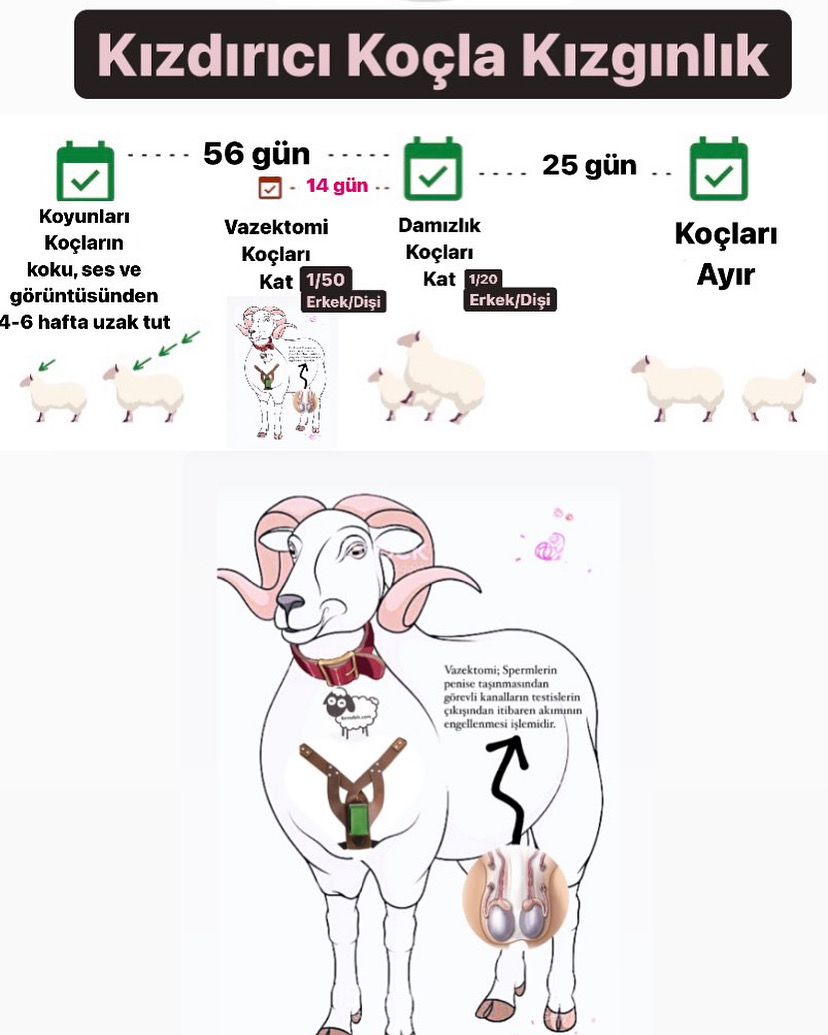 Kızdırıcı Koçla Kızgınlık
56 gün
14 gün
25 gün
Koyunları
Koçların
koku, ses ve
görüntüsünden
4-6 hafta uzak tut
Vazektomi
Koçları
Kat 1/50
Erkek/Dişi
Damızlık
Koçları
Kat 1/20
Erkek/Dişi
Koçları
Ayır
Vazektomi; Spermlerin
penise taşınmasından
görevli kanalların testislerin
çıkışından itibaren akımının
engellenmesi işlemidir.